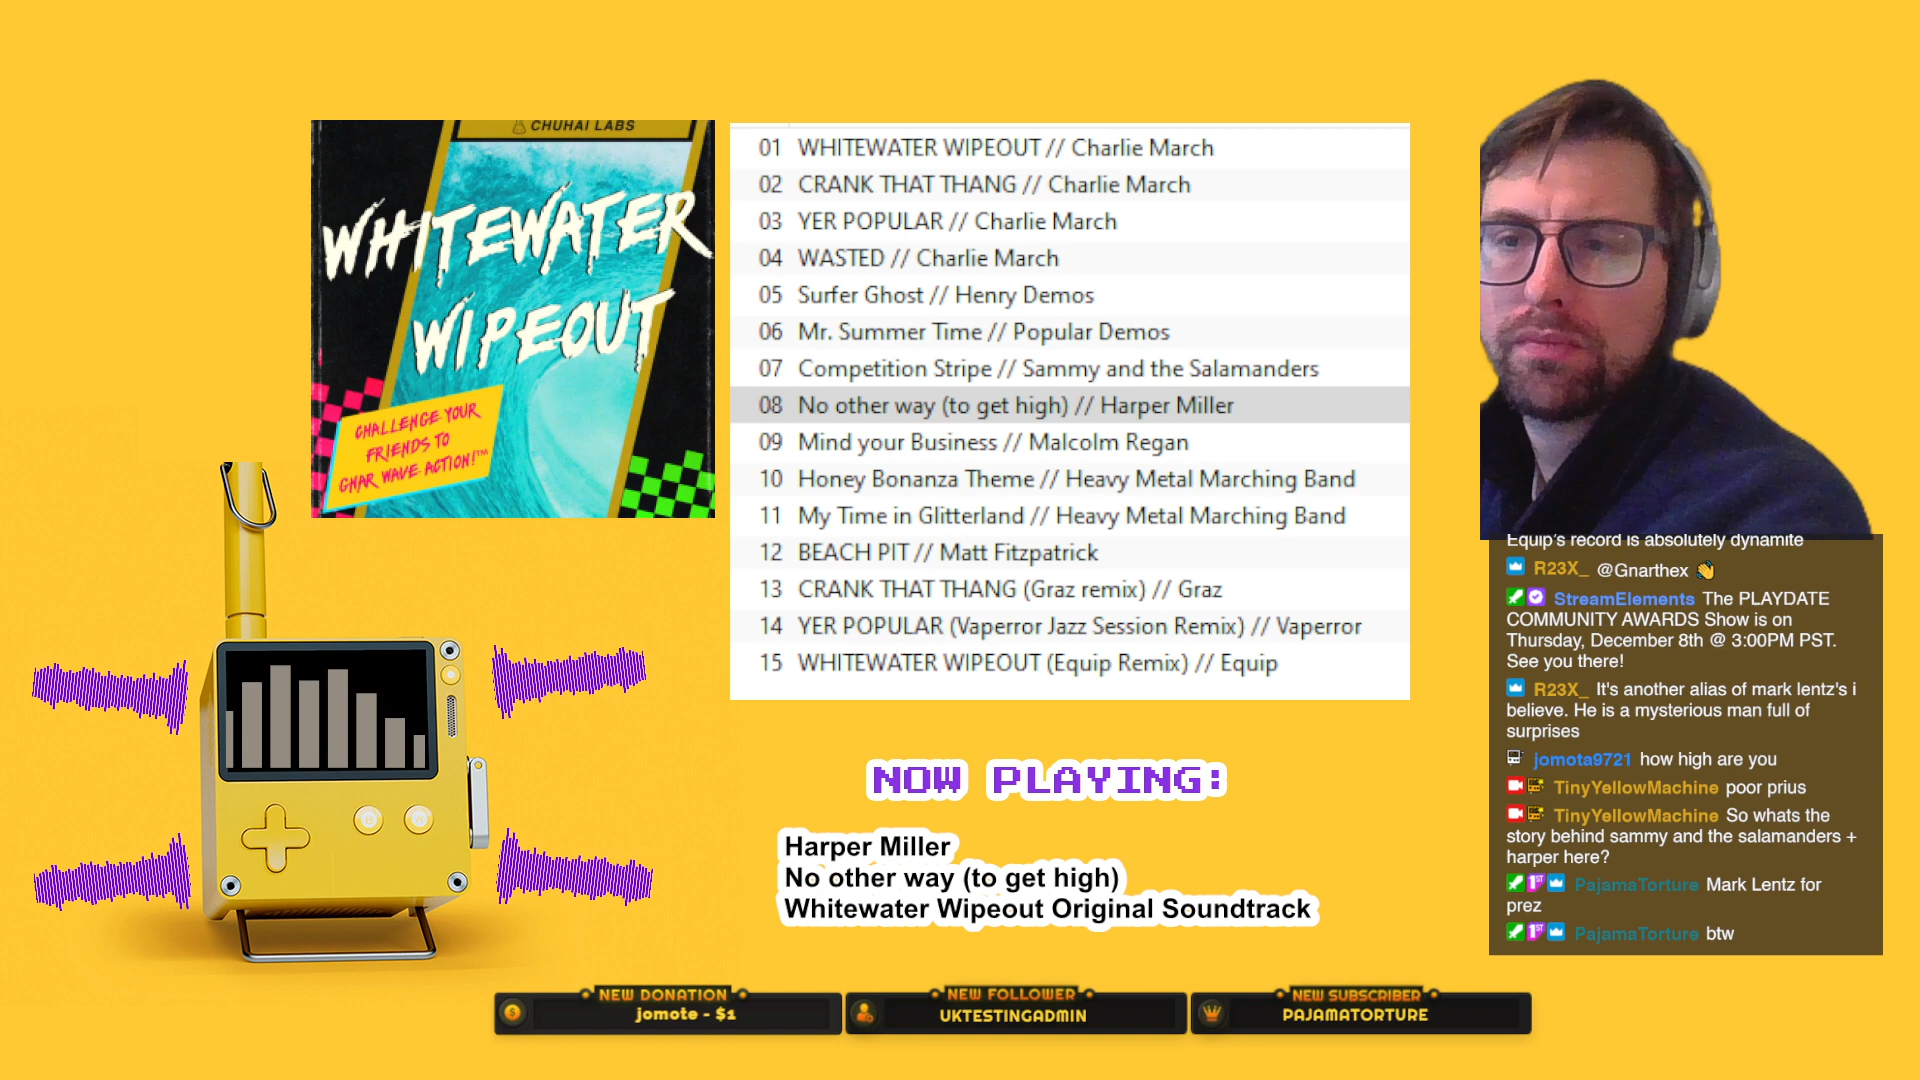 CHUHAI LABS
WHITEWATER
WIPEOUT
CHALLENGE YOUR
FRIENDS TO
GNAR WAVE ACTION!™
01 WHITEWATER WIPEOUT // Charlie March
02 CRANK THAT THANG // Charlie March
03 YER POPULAR // Charlie March
04 WASTED // Charlie March
05 Surfer Ghost // Henry Demos
06 Mr. Summer Time // Popular Demos
07 Competition Stripe // Sammy and the Salamanders
08 No other way (to get high) // Harper Miller
09 Mind your Business // Malcolm Regan
10 Honey Bonanza Theme // Heavy Metal Marching Band
11 My Time in Glitterland // Heavy Metal Marching Band
12 BEACH PIT // Matt Fitzpatrick
13 CRANK THAT THANG (Graz remix) // Graz
14 YER POPULAR (Vaperror Jazz Session Remix) // Vaperror
15 WHITEWATER WIPEOUT (Equip Remix) // Equip
B A
NOW PLAYING:
Harper Miller
No other way (to get high)
Whitewater Wipeout Original Soundtrack
Equip's record is absolutely dynamite
R23X_ @Gnarthex 👏
StreamElements The PLAYDATE
COMMUNITY AWARDS Show is on
Thursday, December 8th @ 3:00PM PST.
See you there!
R23X_ It's another alias of mark lentz's i
believe. He is a mysterious man full of
surprises
jomota9721 how high are you
TinyYellowMachine poor prius
TinyYellowMachine So whats the
story behind sammy and the salamanders +
harper here?
1ST PajamaTorture Mark Lentz for
prez
1ST PajamaTorture btw
NEW DONATION
jomote - $1
NEW FOLLOWER
UKTESTINGADMIN
NEW SUBSCRIBER
PAJAMATORTURE